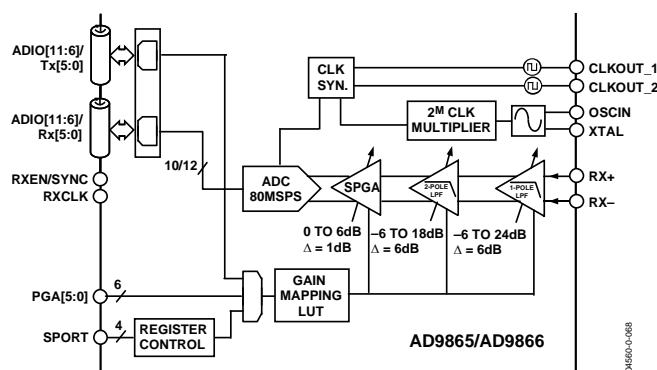 ADIO[11:6]/
Tx[5:0]
ADIO[11:6]/
Rx[5:0]
RXEN/SYNC
RXCLK
PGA[5:0]
SPORT
10/12
6
4
REGISTER
CONTROL
ADC
80MSPS
CLK
SYN.
2M CLK
MULTIPLIER
SPGA
2-POLE
LPF
1-POLE
LPF
0 TO 6dB
Δ = 1dB
–6 TO 18dB
Δ = 6dB
–6 TO 24dB
Δ = 6dB
GAIN
MAPPING
LUT
CLKOUT_1
CLKOUT_2
OSCIN
XTAL
RX+
RX–
AD9865/AD9866
04560-0-068